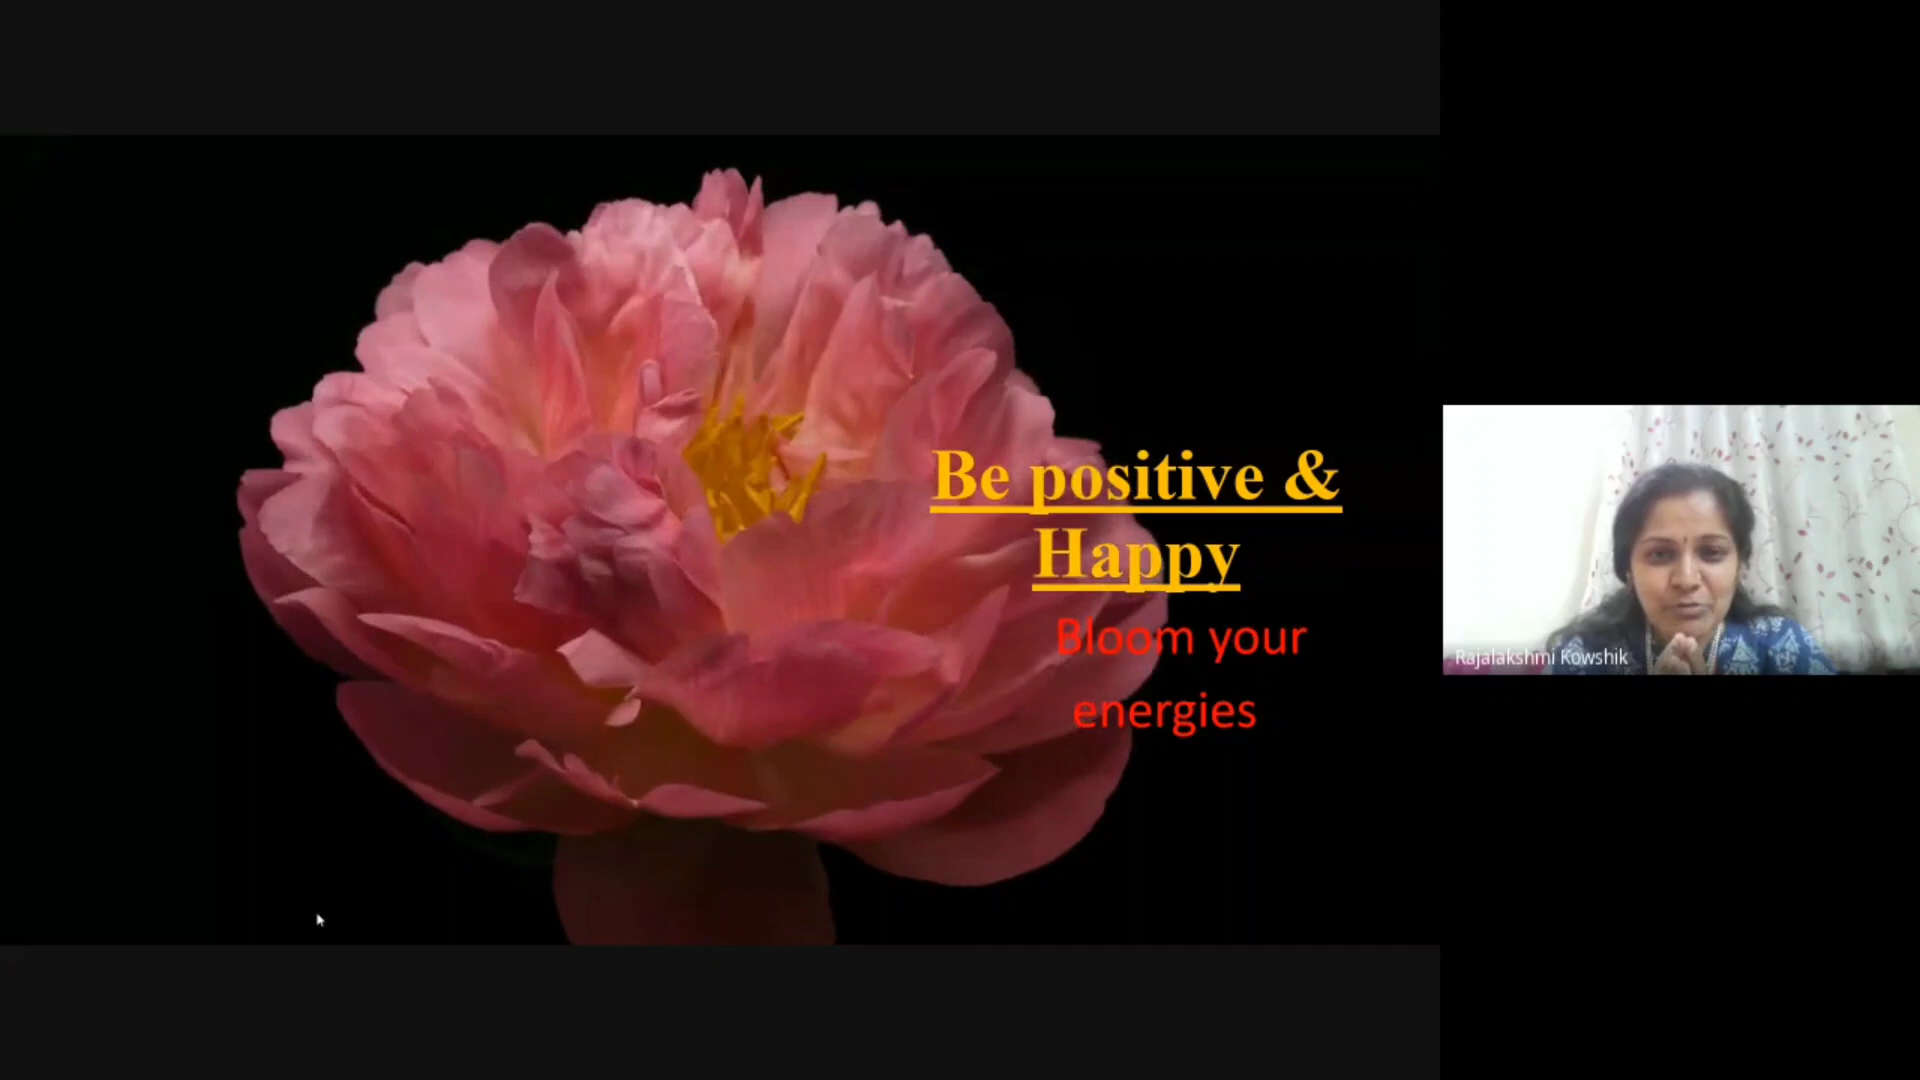 Be positive &
Happy
Bloom your
energies
Rajalakshmi Kowshik